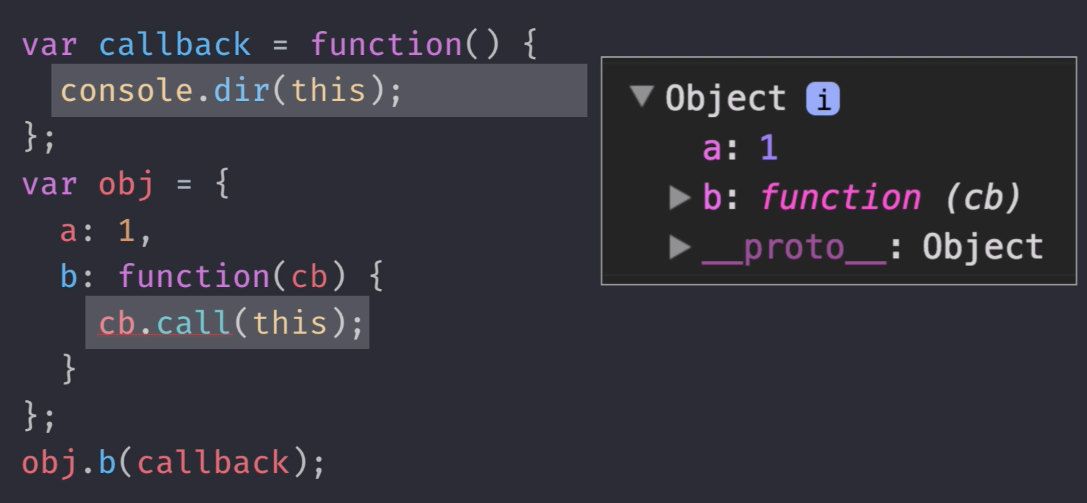 var callback = function() {
  console.dir(this);
};
var obj = {
  a: 1,
  b: function(cb) {
    cb.call(this);
  }
};
obj.b(callback);
▼ Object i
a: 1
▶ b: function (cb)
▶ __proto__: Object